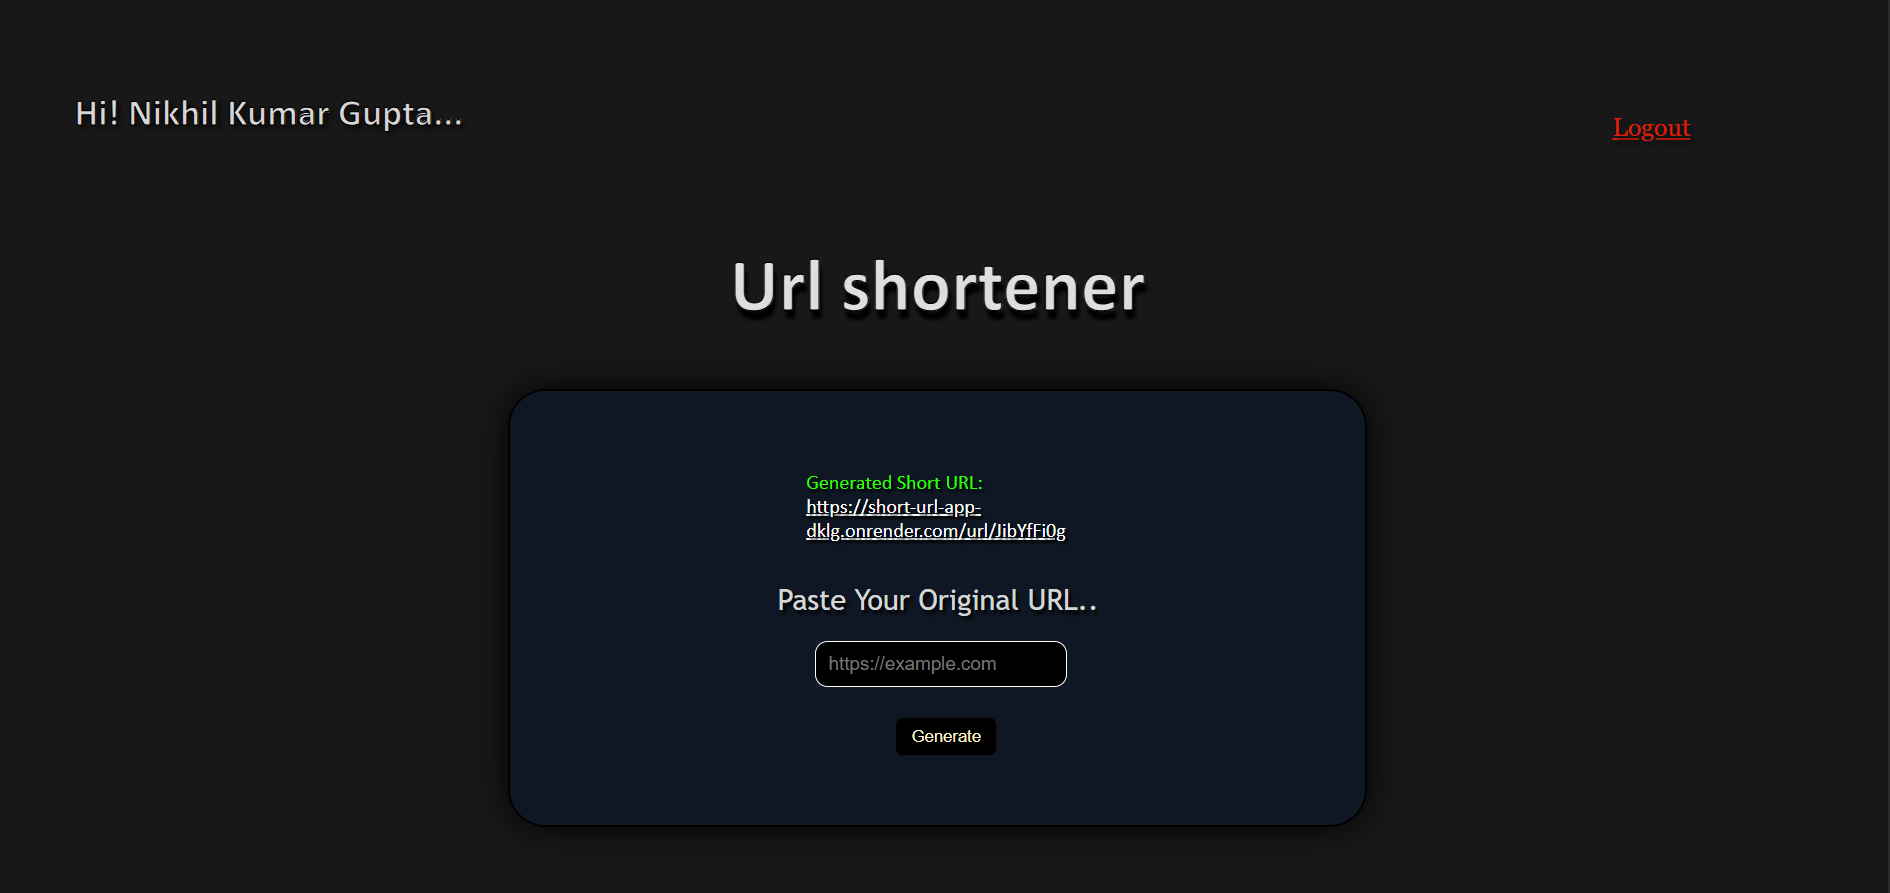 Hi! Nikhil Kumar Gupta...
Logout
Url shortener
Generated Short URL:
https://short-url-app-
dklg.onrender.com/url/JibYfFi0g
Paste Your Original URL..
https://example.com
Generate